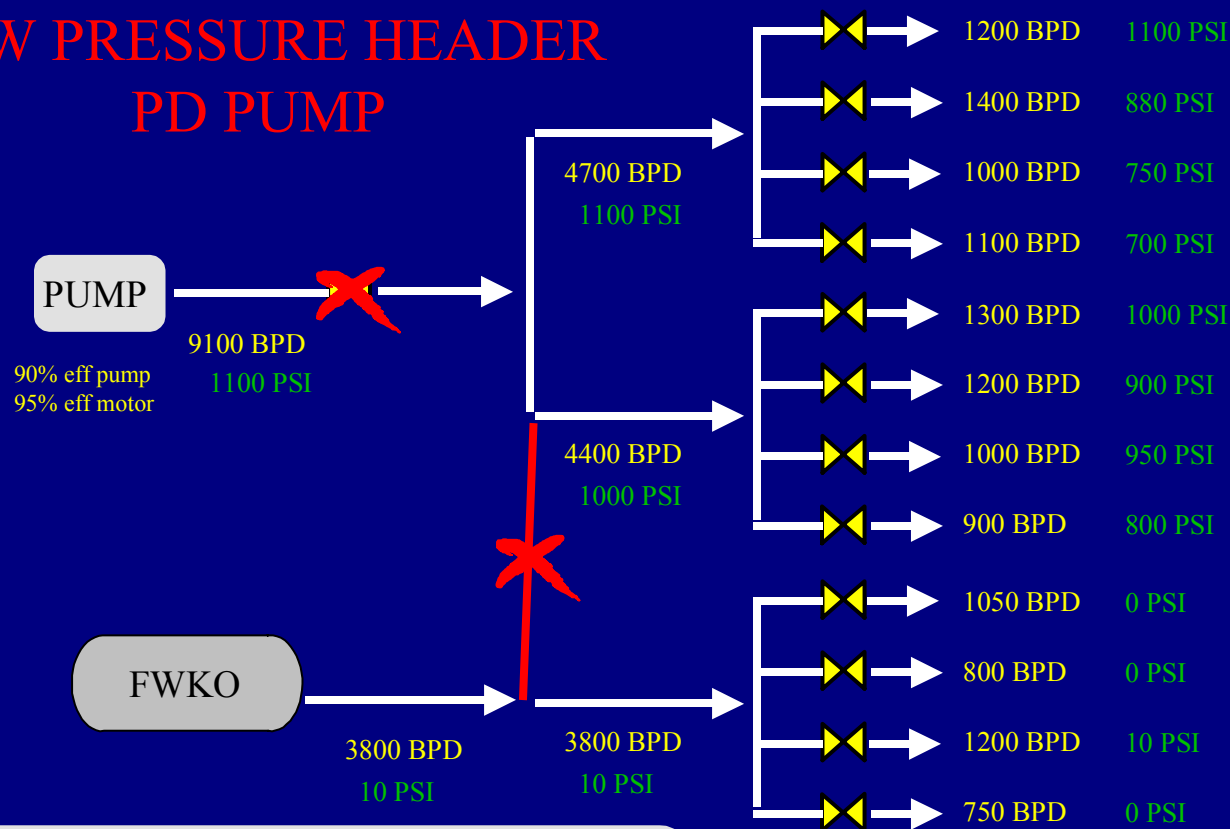 W PRESSURE HEADER
PD PUMP
1200 BPD 1100 PSI
1400 BPD 880 PSI
4700 BPD
1000 BPD 750 PSI
1100 PSI
1100 BPD 700 PSI
PUMP
1300 BPD 1000 PSI
9100 BPD
90% eff pump
1100 PSI
1200 BPD 900 PSI
95% eff motor
4400 BPD
1000 BPD 950 PSI
1000 PSI
900 BPD 800 PSI
1050 BPD 0 PSI
FWKO
800 BPD 0 PSI
3800 BPD
3800 BPD
1200 BPD 10 PSI
10 PSI
10 PSI
750 BPD 0 PSI